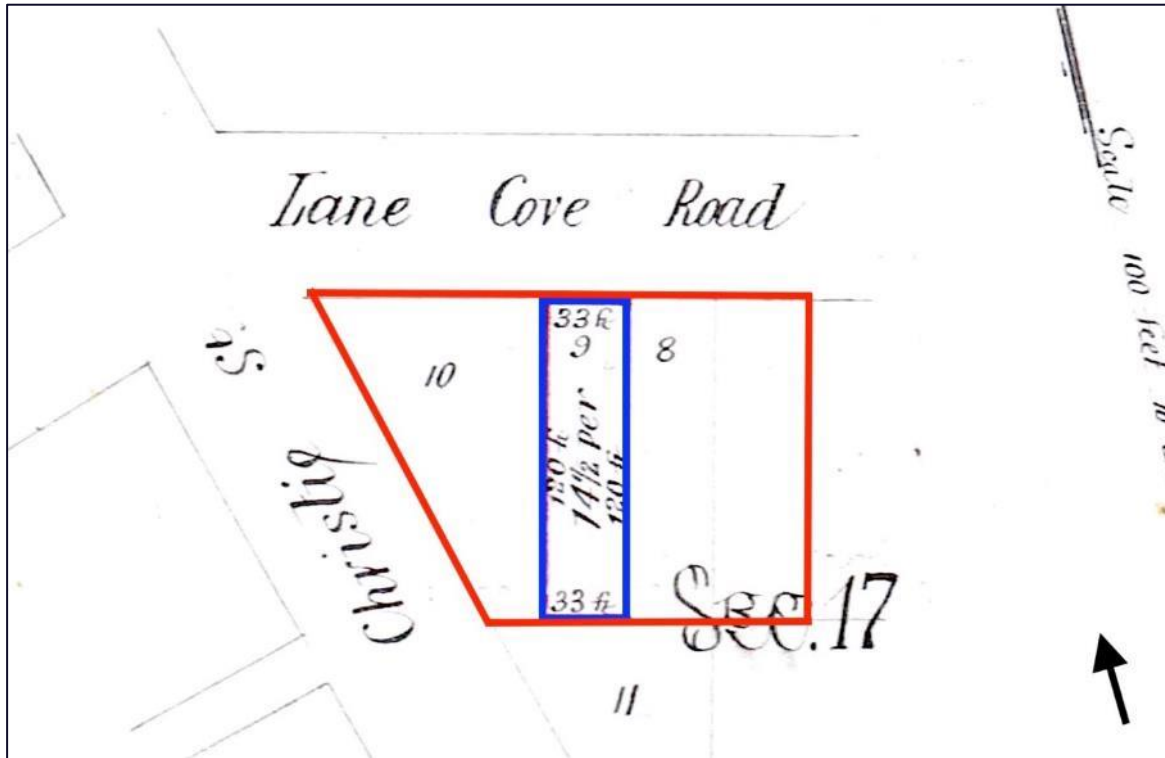 Lane Cove Road
Scale 100 feet to
St.
Christie
10
33 ft
9
8
120 ft
14½ per
120 ft
33 ft
Sec. 17
11